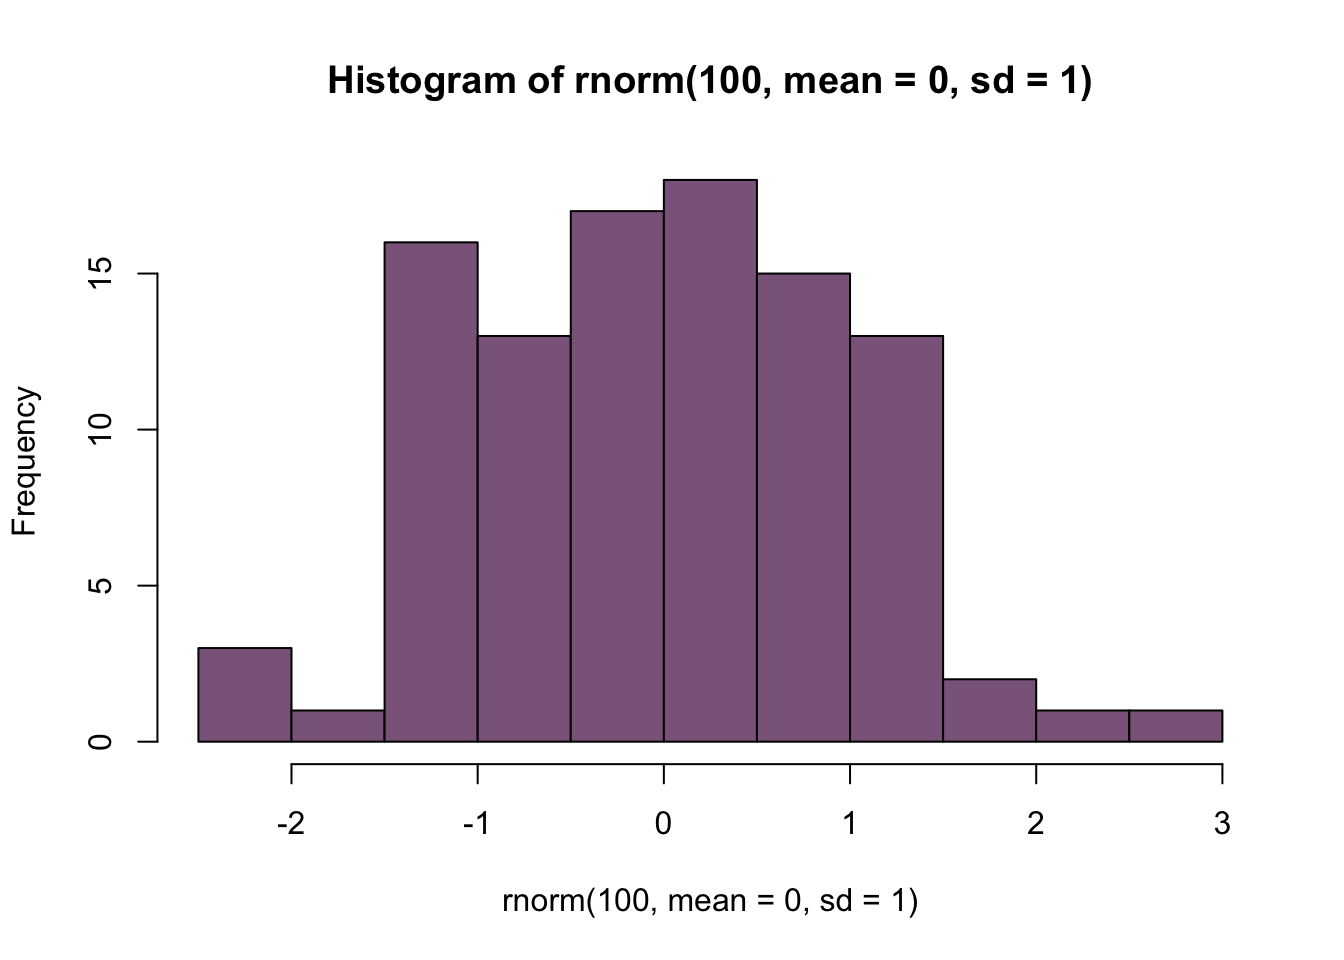 Histogram of rnorm(100, mean = 0, sd = 1)
Frequency
15
10
5
0
-2 -1 0 1 2 3
rnorm(100, mean = 0, sd = 1)